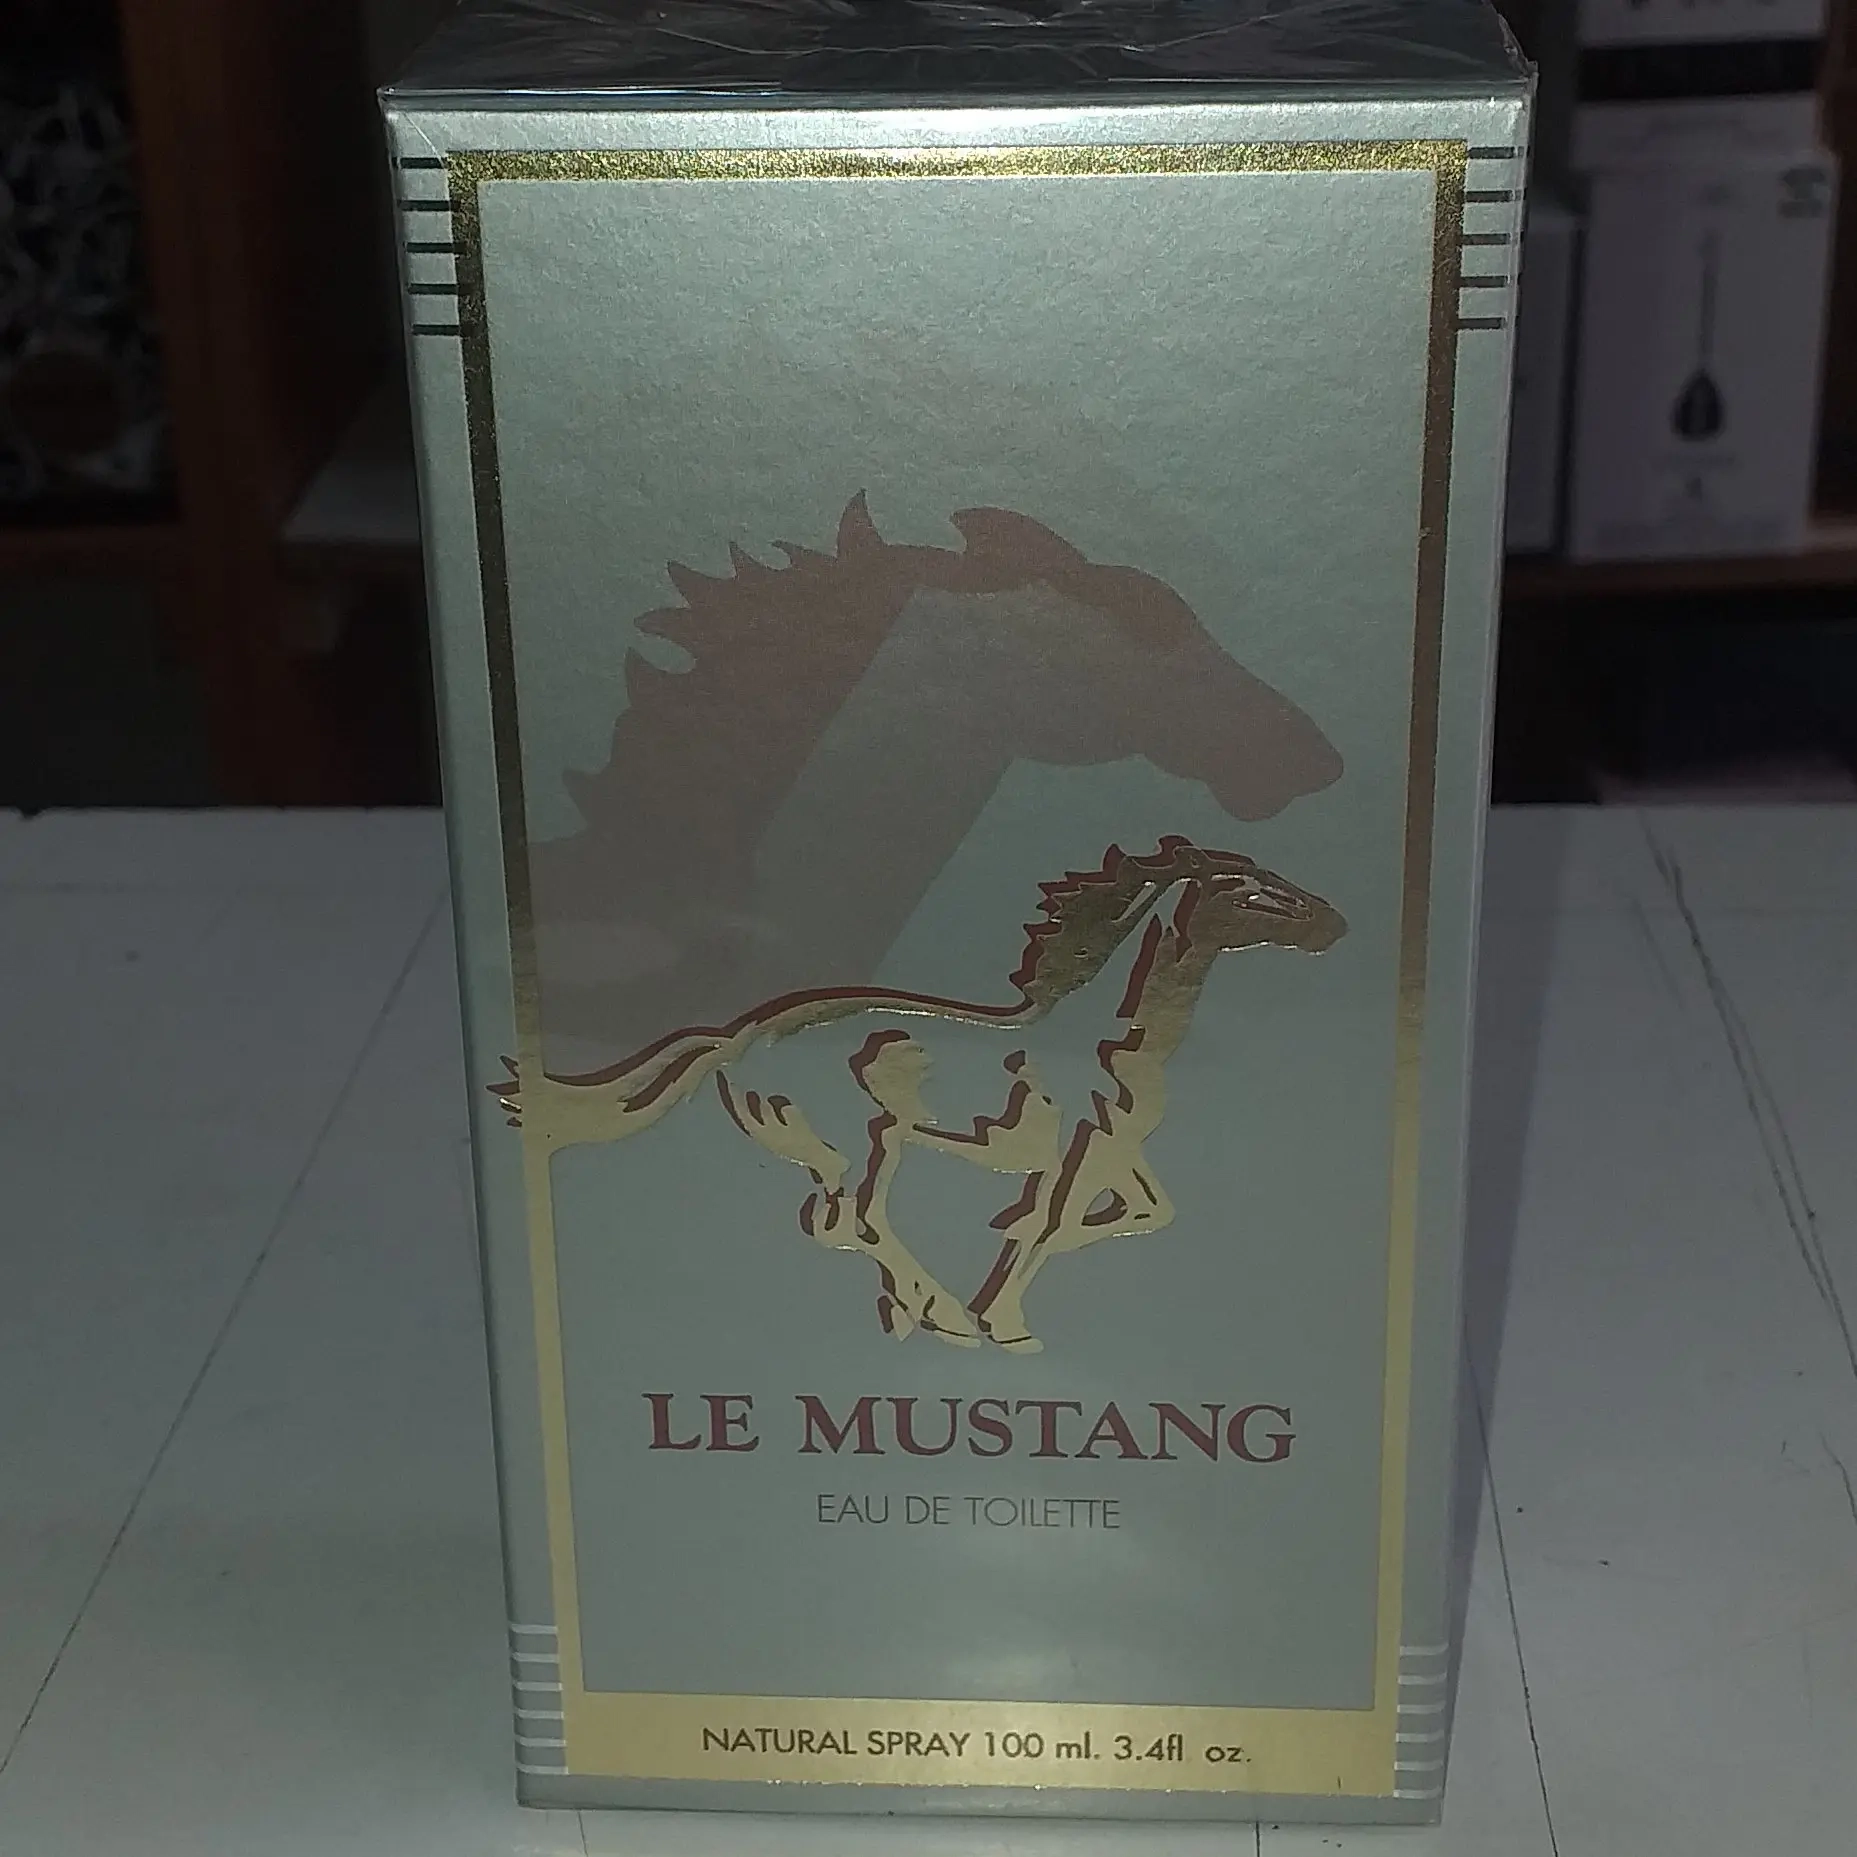 LE MUSTANG
EAU DE TOILETTE
NATURAL SPRAY 100 ml. 3.4fl oz.